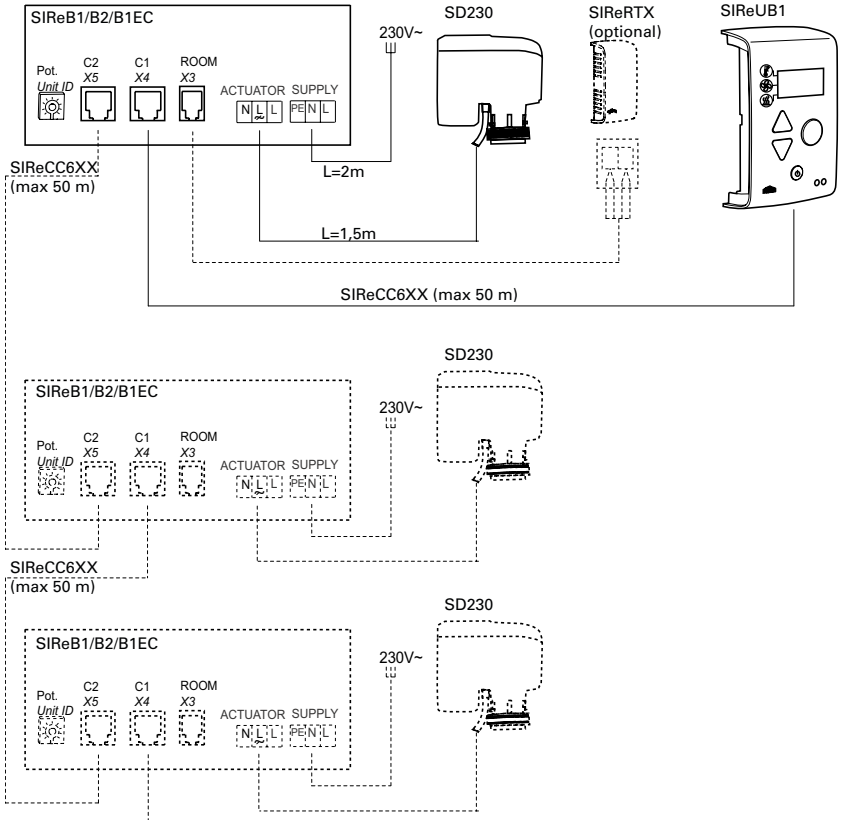 SIReB1/B2/B1EC
Pot.
Unit ID
C2
X5
C1
X4
ROOM
X3
ACTUATOR SUPPLY
N L L PE N L
~
230V~
SD230
SIReRTX
(optional)
SIReUB1
SIReCC6XX
(max 50 m)
L=2m
L=1,5m
SIReCC6XX (max 50 m)
SD230
SIReB1/B2/B1EC
230V~
Pot.
Unit ID
C2
X5
C1
X4
ROOM
X3
ACTUATOR SUPPLY
N L L PE N L
~
SIReCC6XX
(max 50 m)
SD230
SIReB1/B2/B1EC
230V~
Pot.
Unit ID
C2
X5
C1
X4
ROOM
X3
ACTUATOR SUPPLY
N L L PE N L
~